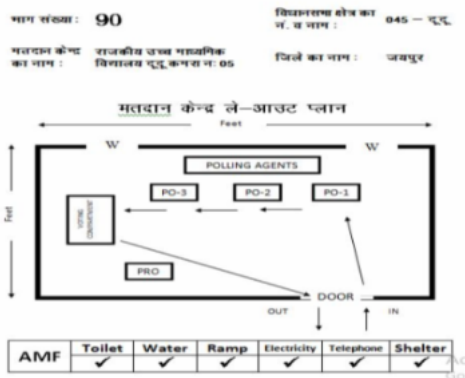 भाग संख्या : 90
विधानसभा क्षेत्र का नं. व नाम : 045 – दूदू
मतदान केन्द्र का नाम : राजकीय उच्च माध्यमिक विद्यालय दूदू कमरा न: 05
जिले का नाम : जयपुर
मतदान केन्द्र ले–आउट प्लान
Feet
W W
POLLING AGENTS
PO-3 PO-2 PO-1
Feet
VOTING
PRO
DOOR
OUT IN
AMF Toilet Water Ramp Electricity Telephone Shelter
✓ ✓ ✓ ✓ ✓ ✓